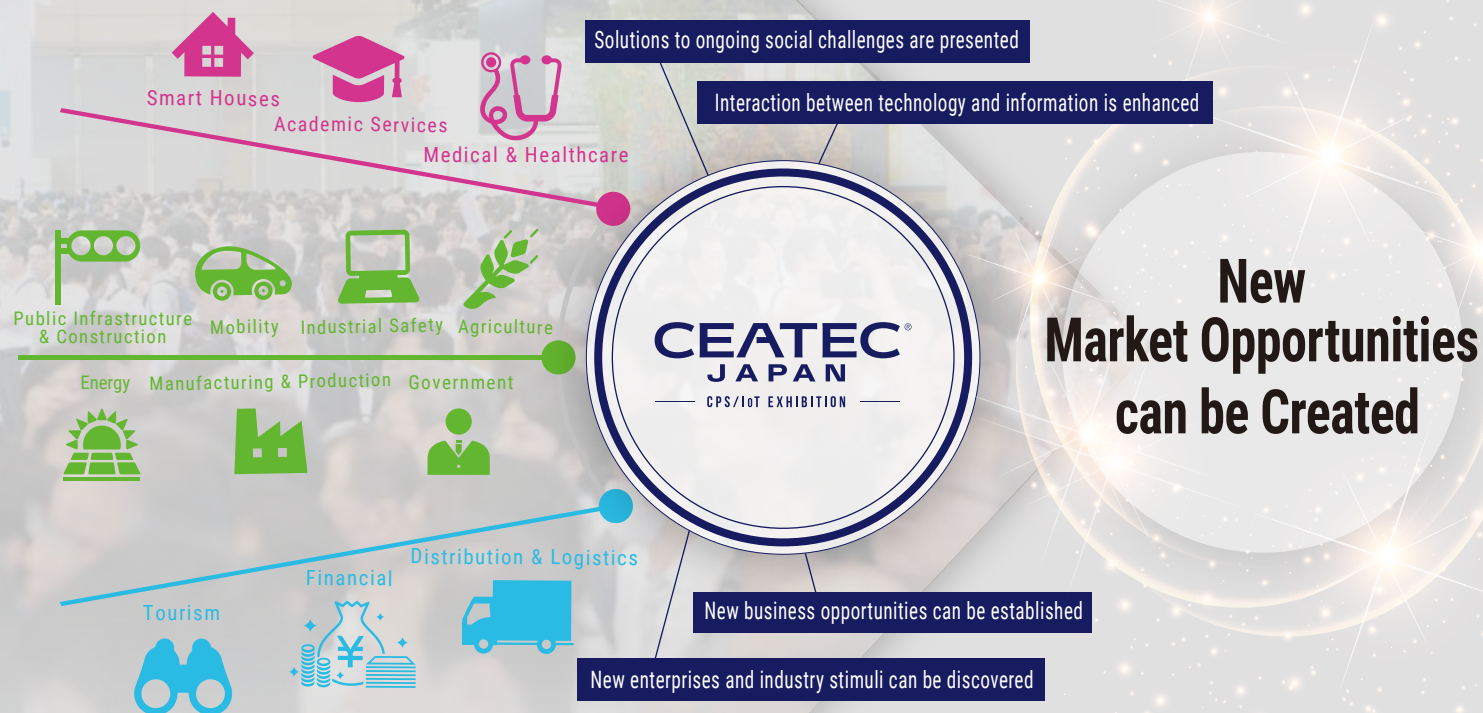 Smart Houses
Academic Services
Medical & Healthcare
Public Infrastructure
& Construction
Mobility
Industrial Safety
Agriculture
Energy
Manufacturing & Production
Government
Distribution & Logistics
Financial
Tourism
¥
Solutions to ongoing social challenges are presented
Interaction between technology and information is enhanced
CEATEC®
JAPAN
CPS/IoT EXHIBITION
New business opportunities can be established
New enterprises and industry stimuli can be discovered
New
Market Opportunities
can be Created